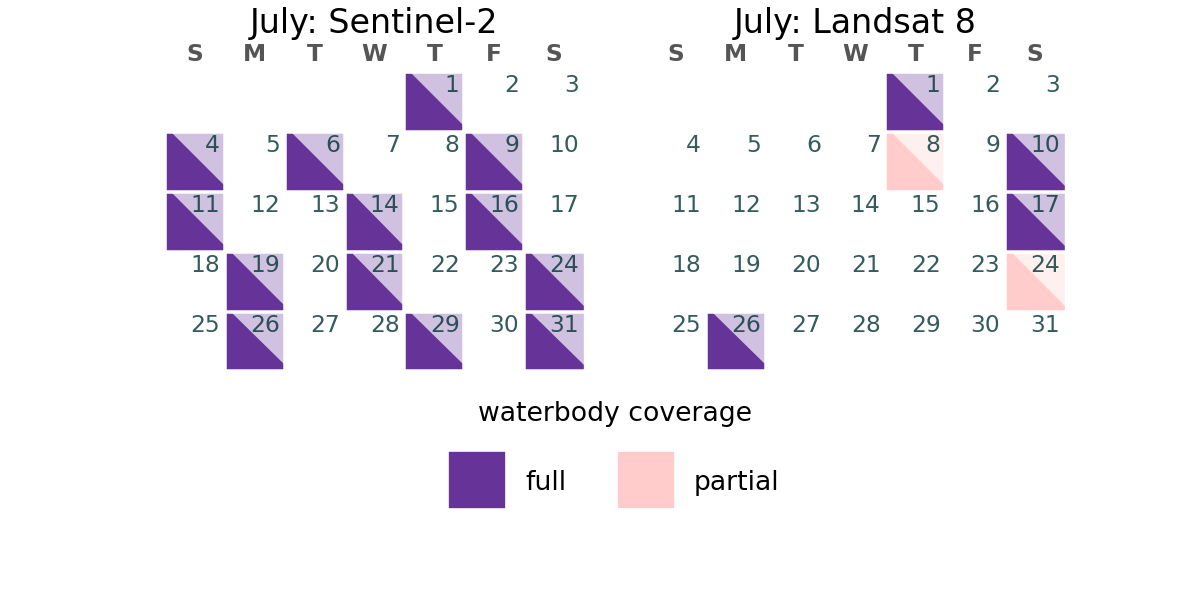 July: Sentinel-2
S M T W T F S
1 2 3
4 5 6 7 8 9 10
11 12 13 14 15 16 17
18 19 20 21 22 23 24
25 26 27 28 29 30 31
July: Landsat 8
S M T W T F S
1 2 3
4 5 6 7 8 9 10
11 12 13 14 15 16 17
18 19 20 21 22 23 24
25 26 27 28 29 30 31
waterbody coverage
full partial